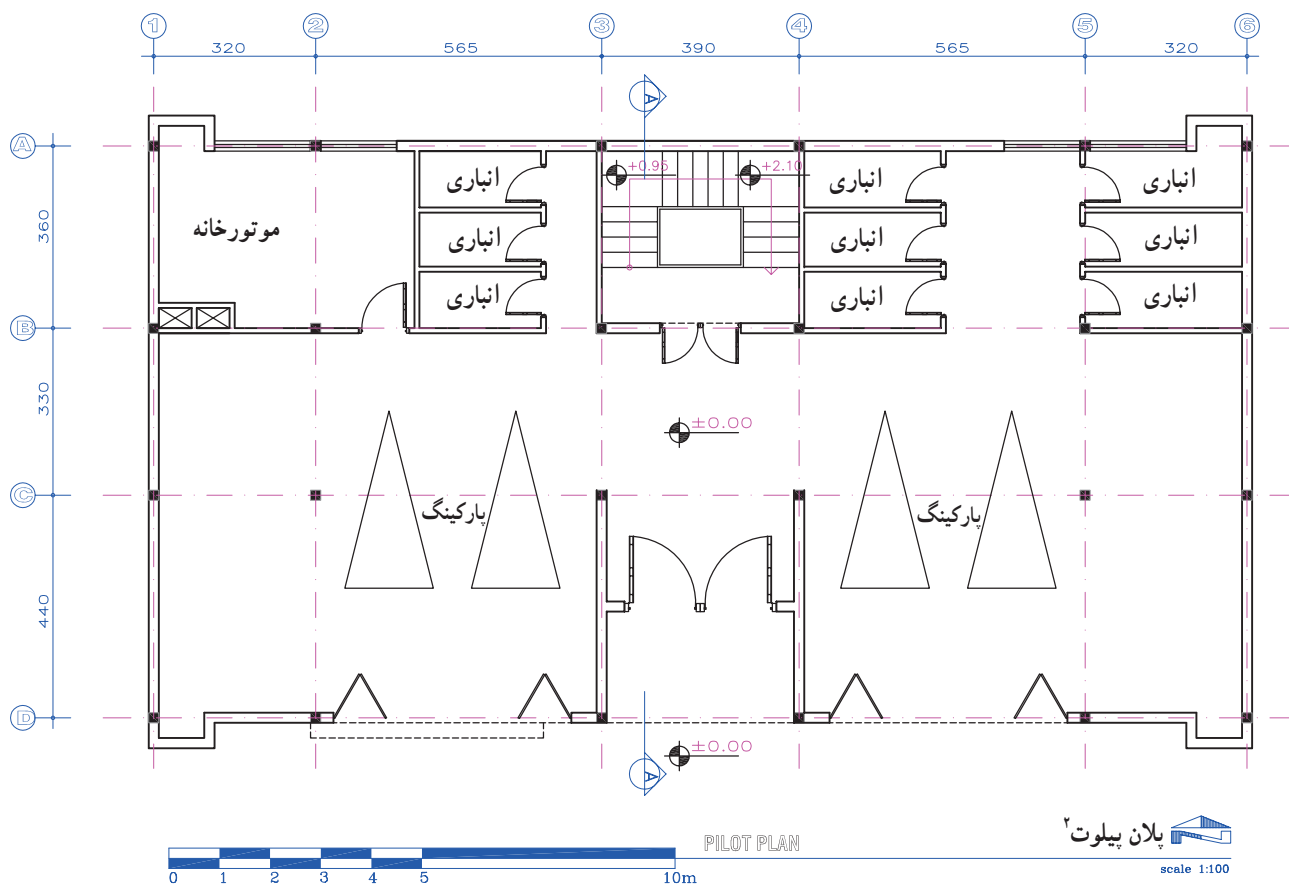 1 2 3 4 5 6
320 565 390 565 320
A
A
+0.95 +2.10
انباری انباری انباری
موتورخانه
360
انباری انباری انباری
انباری انباری انباری
B
330
±0.00
C
پارکینگ پارکینگ
440
D
±0.00
A
پلان پیلوت۲
PILOT PLAN
scale 1:100
0 1 2 3 4 5 10m